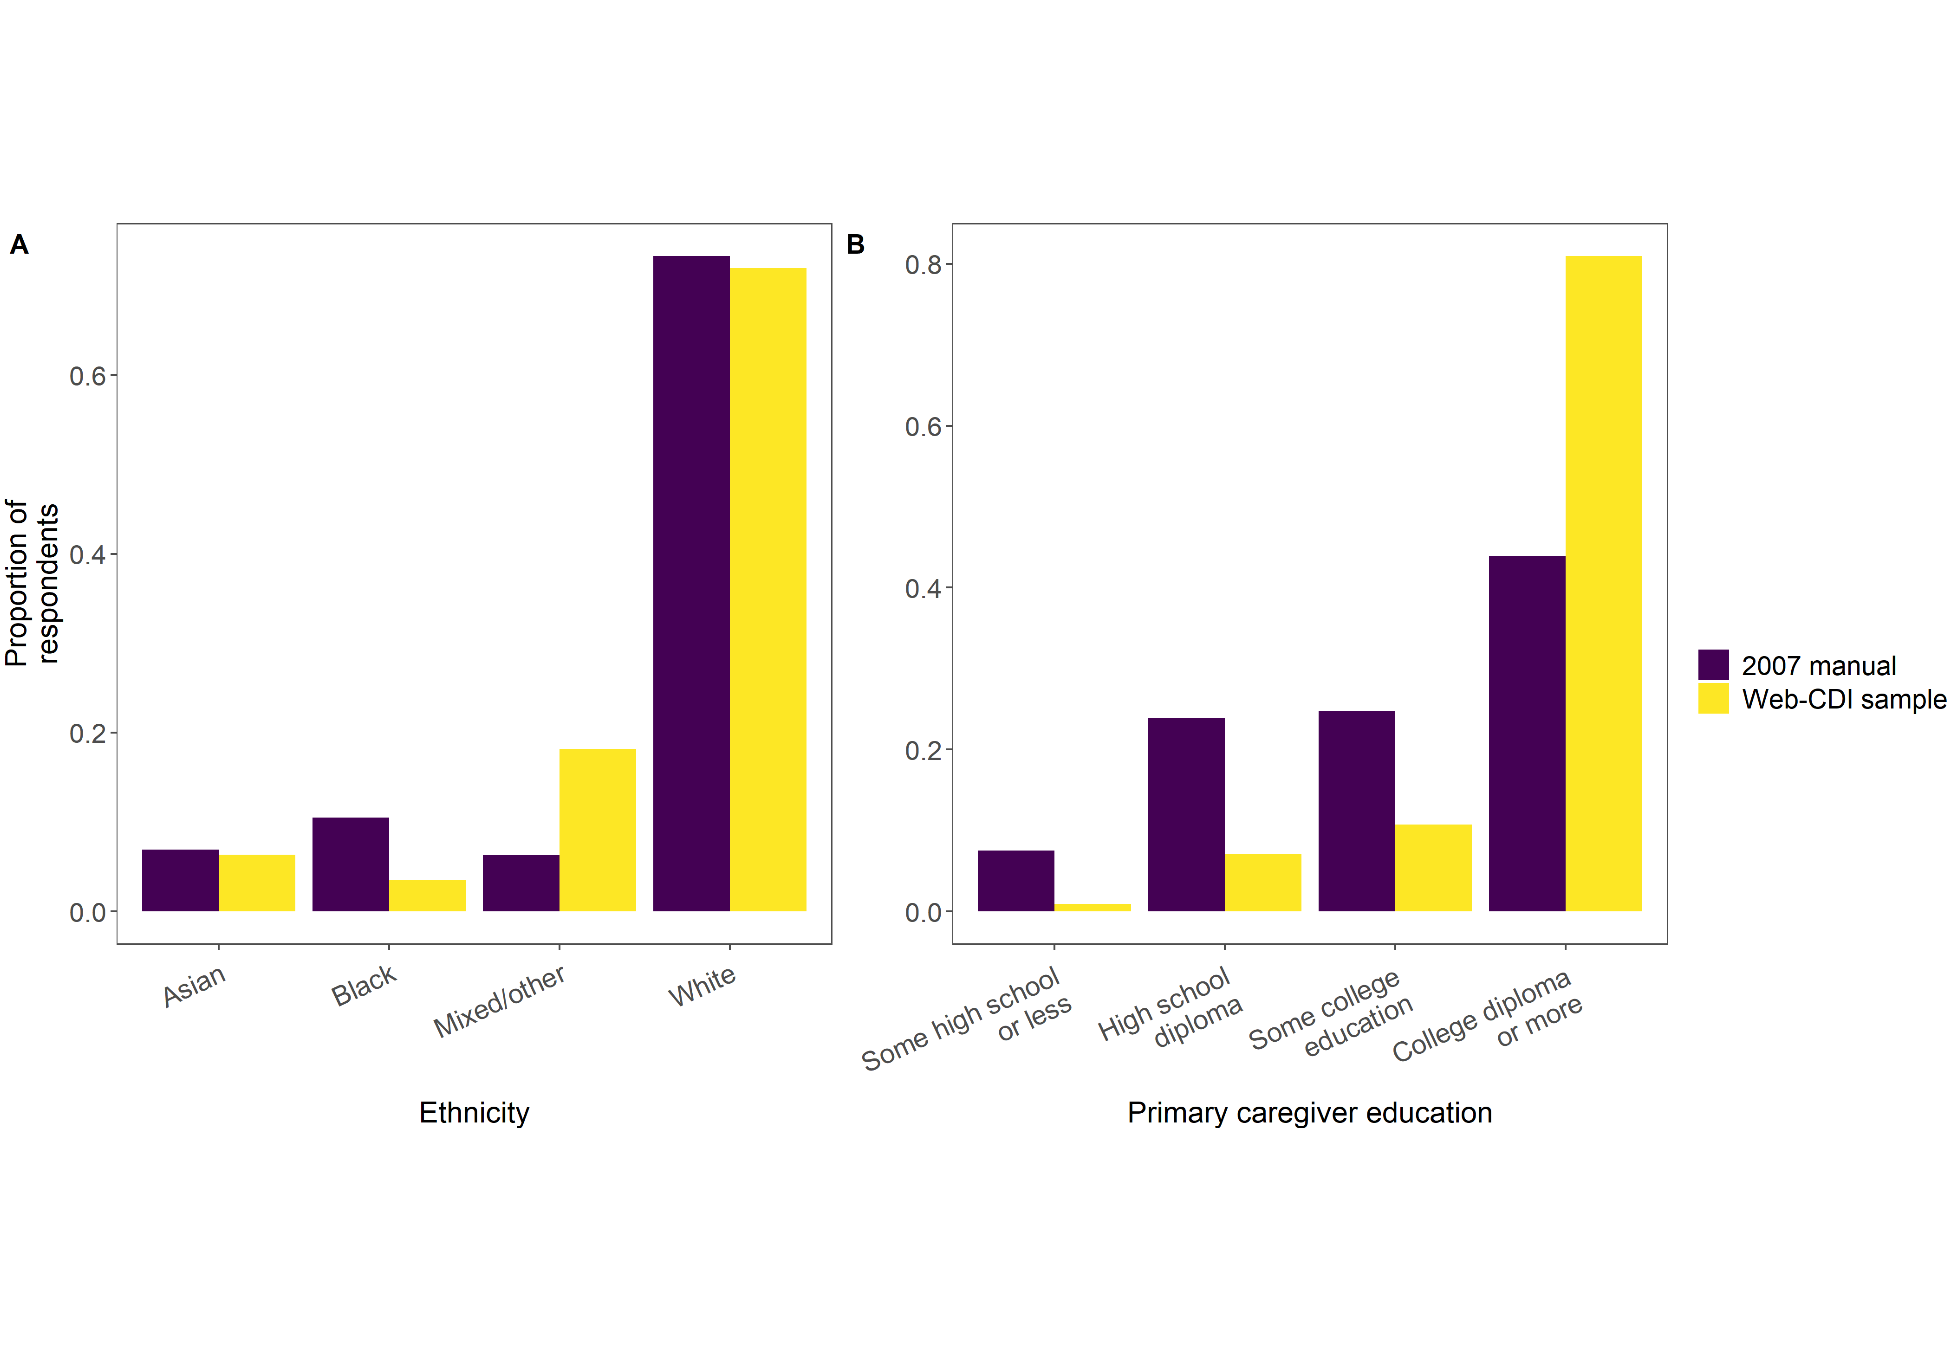 A
Proportion of
respondents
0.6
0.4
0.2
0.0
Asian
Black
Mixed/other
White
Ethnicity
B
0.8
0.6
0.4
0.2
0.0
Some high school
or less
High school
diploma
Some college
education
College diploma
or more
Primary caregiver education
2007 manual
Web-CDI sample